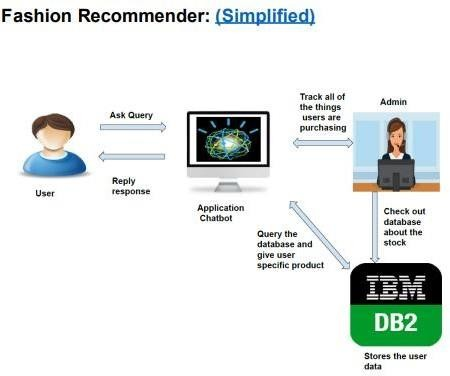 Fashion Recommender: (Simplified)
Ask Query
Reply
response
User
Application
Chatbot
Track all of
the things
users are
purchasing
Admin
Query the
database and
give user
specific product
Check out
database
about the
stock
IBM
DB2
Stores the user
data